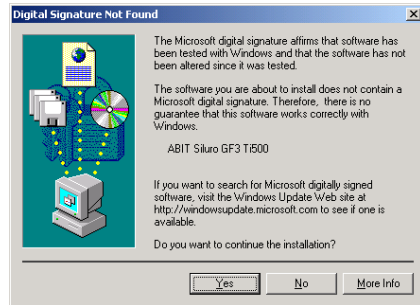 Digital Signature Not Found
The Microsoft digital signature affirms that software has
been tested with Windows and that the software has not
been altered since it was tested.
The software you are about to install does not contain a
Microsoft digital signature. Therefore, there is no
guarantee that this software works correctly with
Windows.
ABIT Siluro GF3 Ti500
If you want to search for Microsoft digitally signed
software, visit the Windows Update Web site at
http://windowsupdate.microsoft.com to see if one is
available.
Do you want to continue the installation?
Yes No More Info